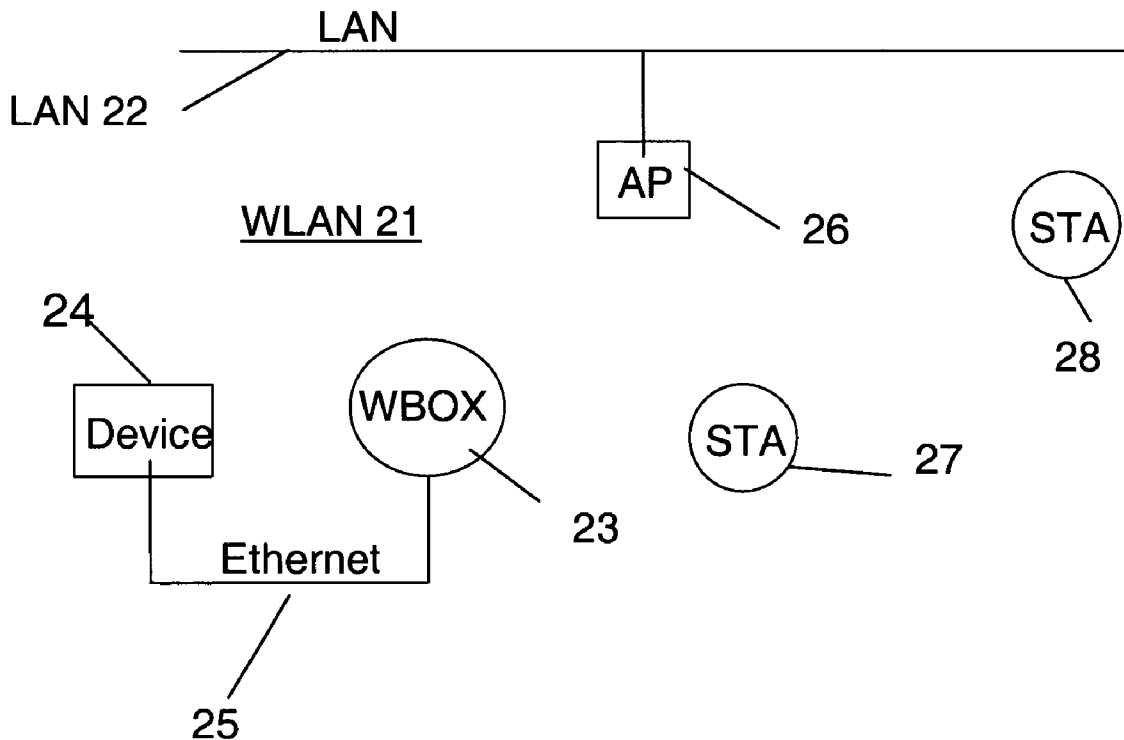 LAN
LAN 22
AP
WLAN 21
26
STA
24
28
WBOX
Device
STA
27
23
Ethernet
25